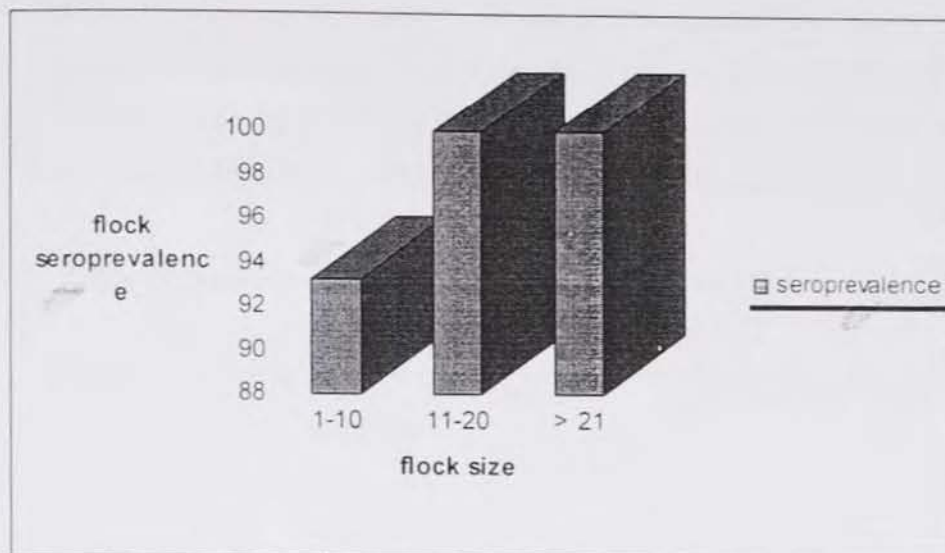 100
98
96
94
92
90
88
flock
seroprevalenc
e
1-10 11-20 > 21
flock size
seroprevalence